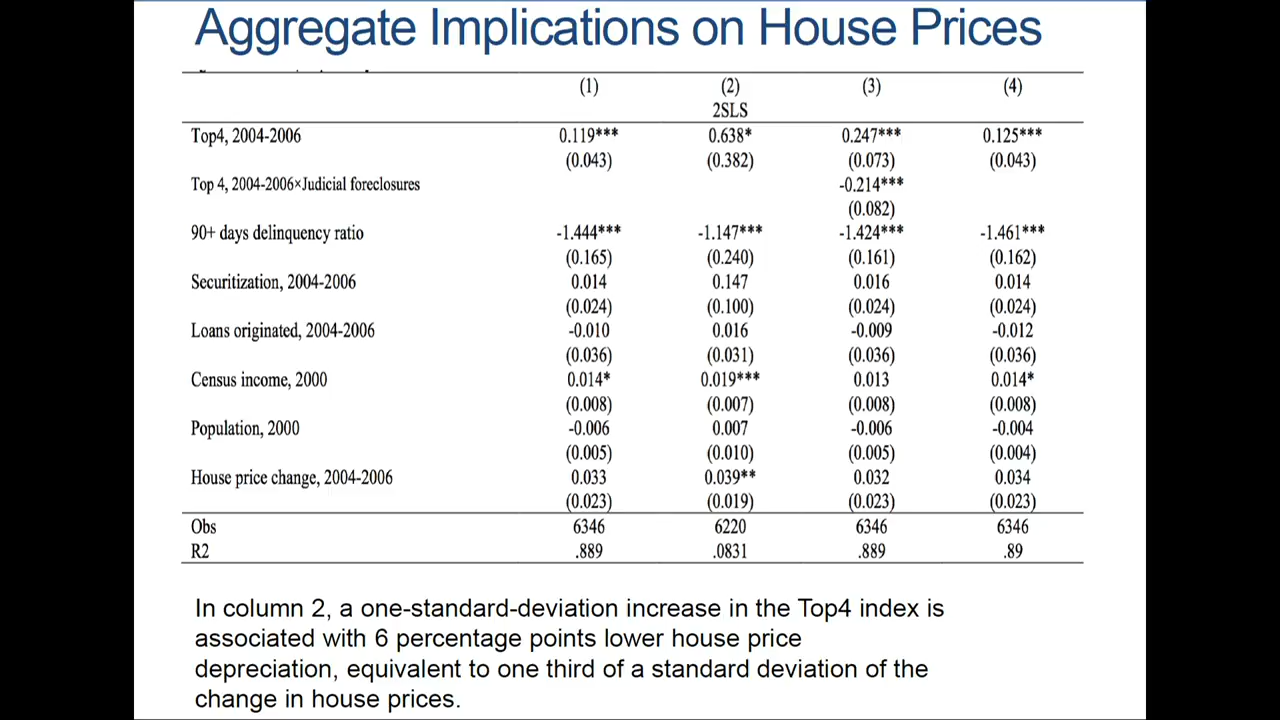 Aggregate Implications on House Prices
(1) (2) (3) (4)
2SLS
Top4, 2004-2006 0.119*** 0.638* 0.247*** 0.125***
(0.043) (0.382) (0.073) (0.043)
Top 4, 2004-2006×Judicial foreclosures -0.214***
(0.082)
90+ days delinquency ratio -1.444*** -1.147*** -1.424*** -1.461***
(0.165) (0.240) (0.161) (0.162)
Securitization, 2004-2006 0.014 0.147 0.016 0.014
(0.024) (0.100) (0.024) (0.024)
Loans originated, 2004-2006 -0.010 0.016 -0.009 -0.012
(0.036) (0.031) (0.036) (0.036)
Census income, 2000 0.014* 0.019*** 0.013 0.014*
(0.008) (0.007) (0.008) (0.008)
Population, 2000 -0.006 0.007 -0.006 -0.004
(0.005) (0.010) (0.005) (0.004)
House price change, 2004-2006 0.033 0.039** 0.032 0.034
(0.023) (0.019) (0.023) (0.023)
Obs 6346 6220 6346 6346
R2 .889 .0831 .889 .89
In column 2, a one-standard-deviation increase in the Top4 index is
associated with 6 percentage points lower house price
depreciation, equivalent to one third of a standard deviation of the
change in house prices.